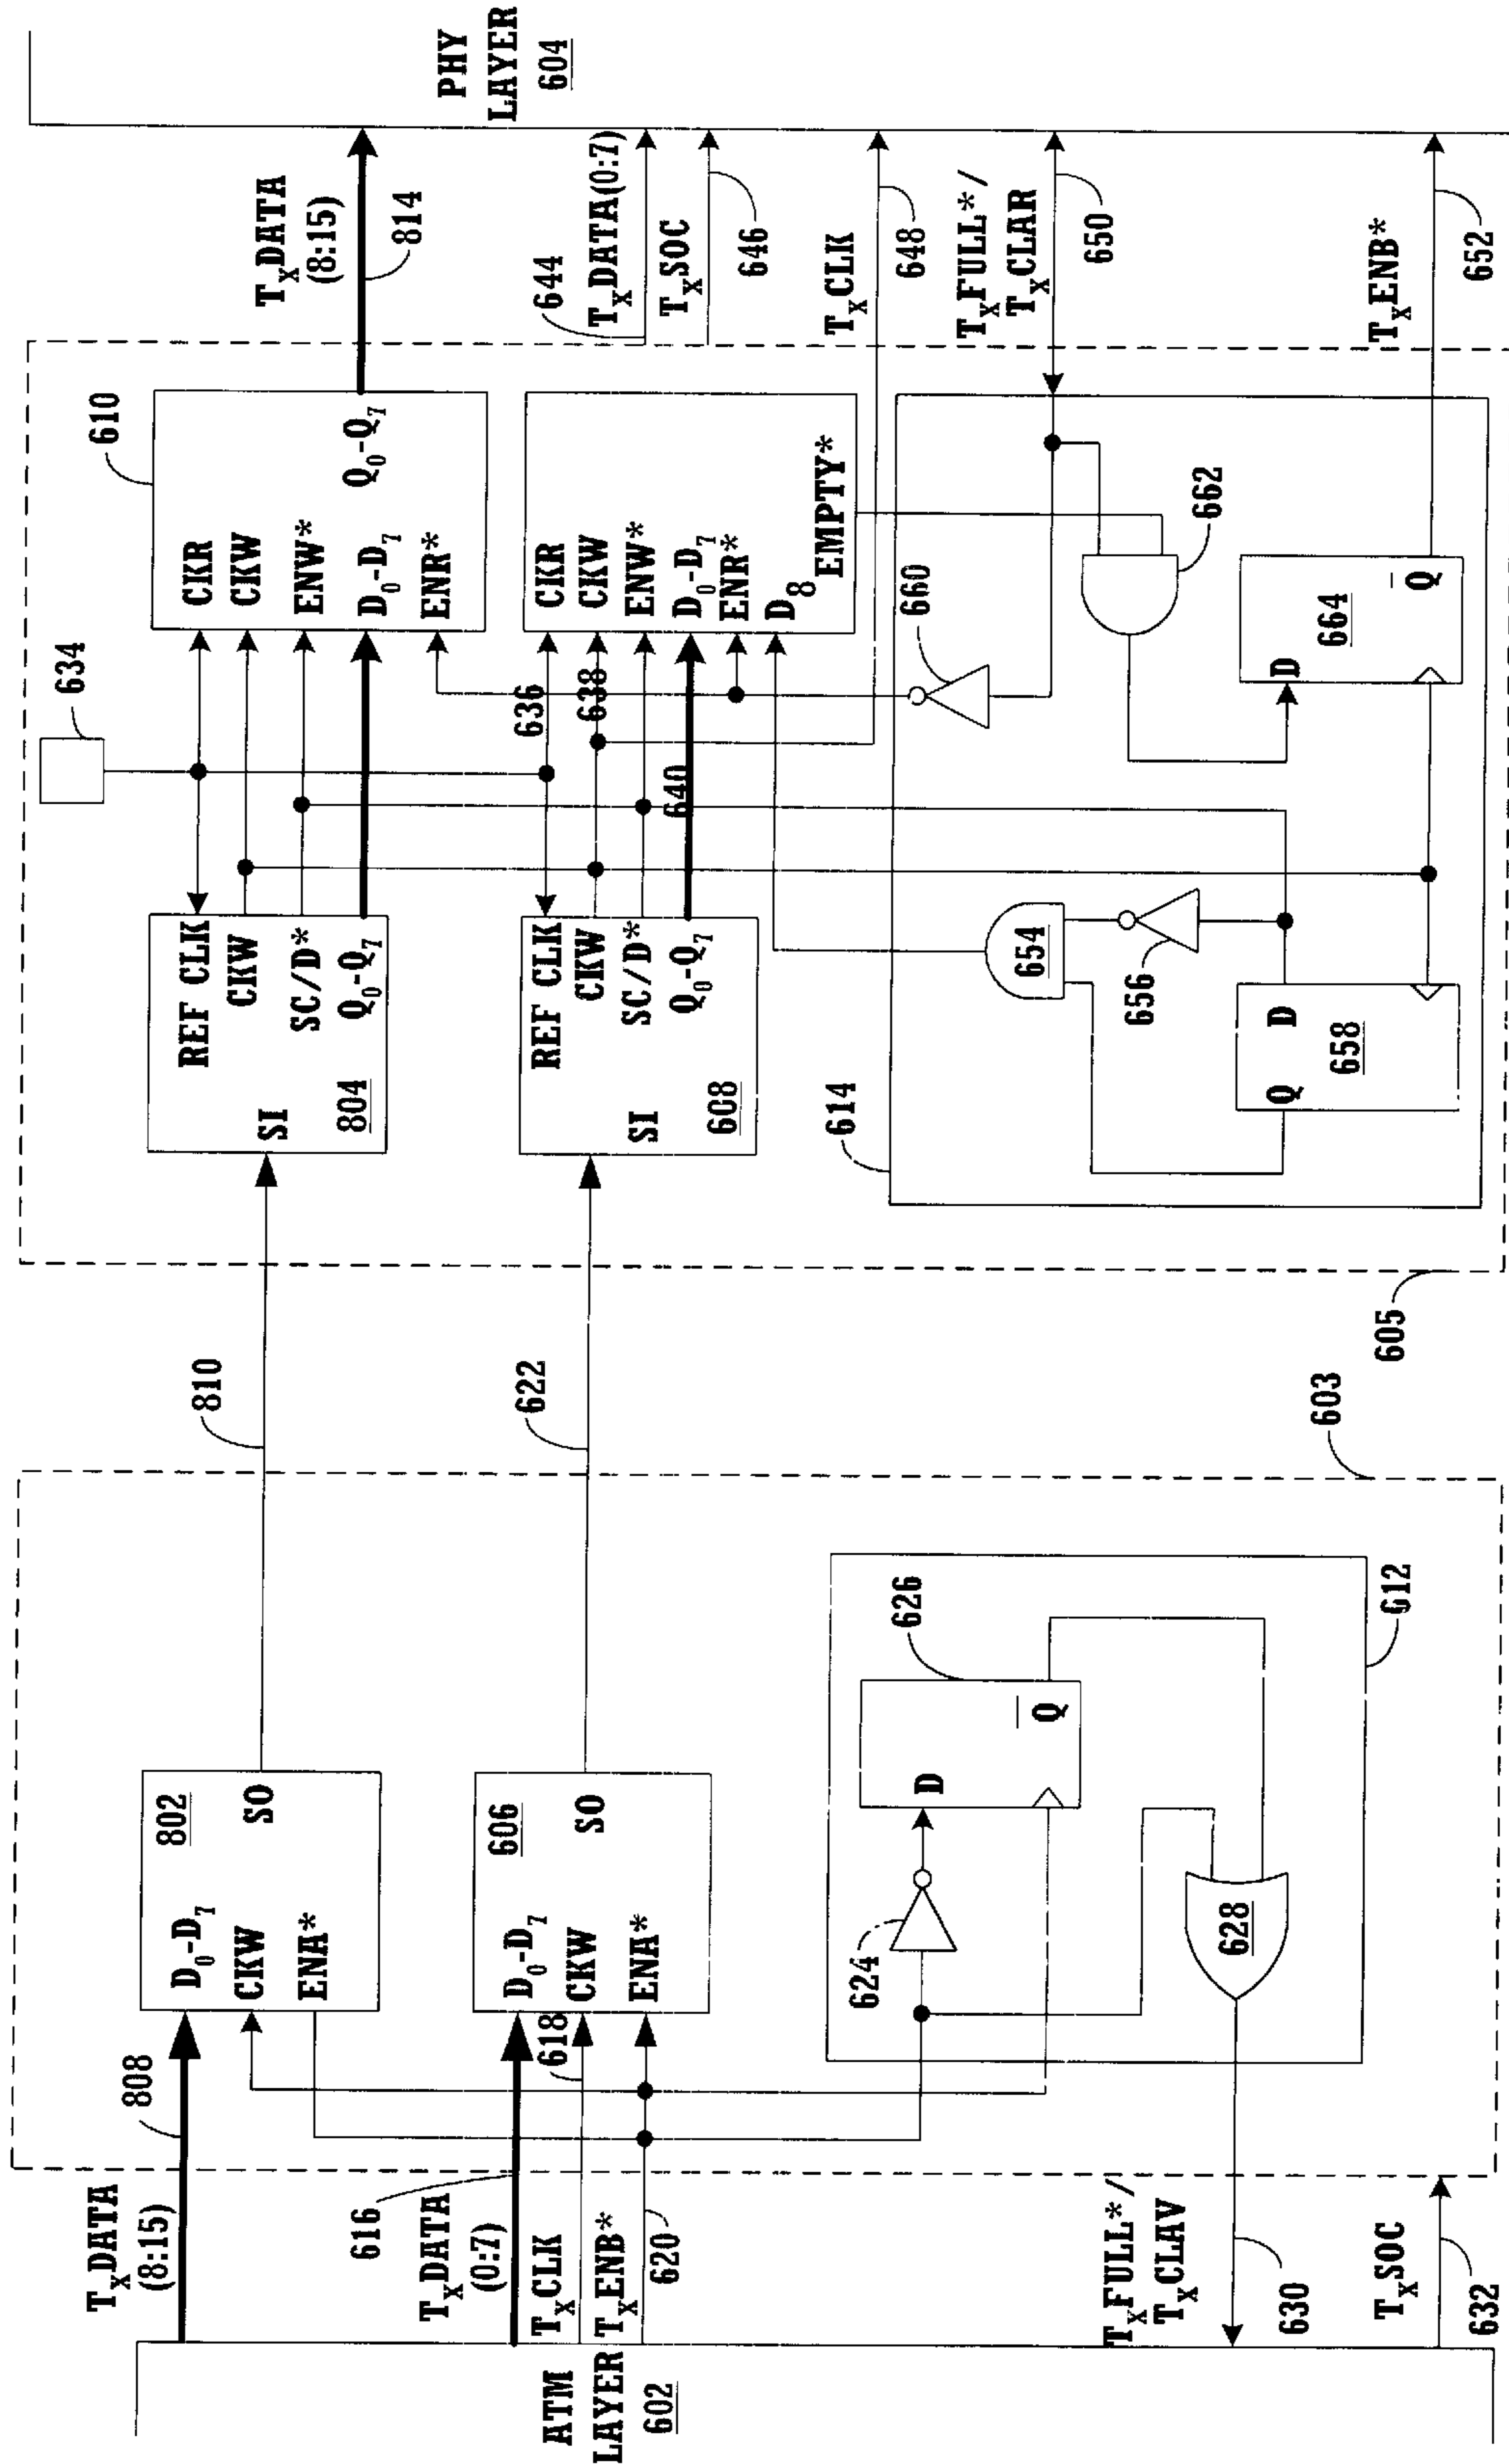 TxDATA
(8:15)
808
802
D0-D7
CKW
ENA*
SO
810
SI
804
REF CLK
CKW
SC/D*
Q0-Q7
634
610
CKR
CKW
ENW*
D0-D7
ENR*
Q0-Q7
TxDATA
(8:15)
814
PHY
LAYER
604
616
TxDATA
(0:7)
TxCLK
TxENB*
620
618
ATM
LAYER
602
606
D0-D7
CKW
ENA*
SO
622
SI
608
REF CLK
CKW
SC/D*
Q0-Q7
636
638
640
CKR
CKW
ENW*
D0-D7
ENR*
D8
EMPTY*
644
TxDATA(0:7)
TxSOC
646
TxCLK
648
TxFULL*/
TxCLAR
650
TxENB*
652
624
D
Q
626
628
612
603
605
614
654
656
Q
D
658
660
662
D
664
Q
TxFULL*/
TxCLAV
630
TxSOC
632